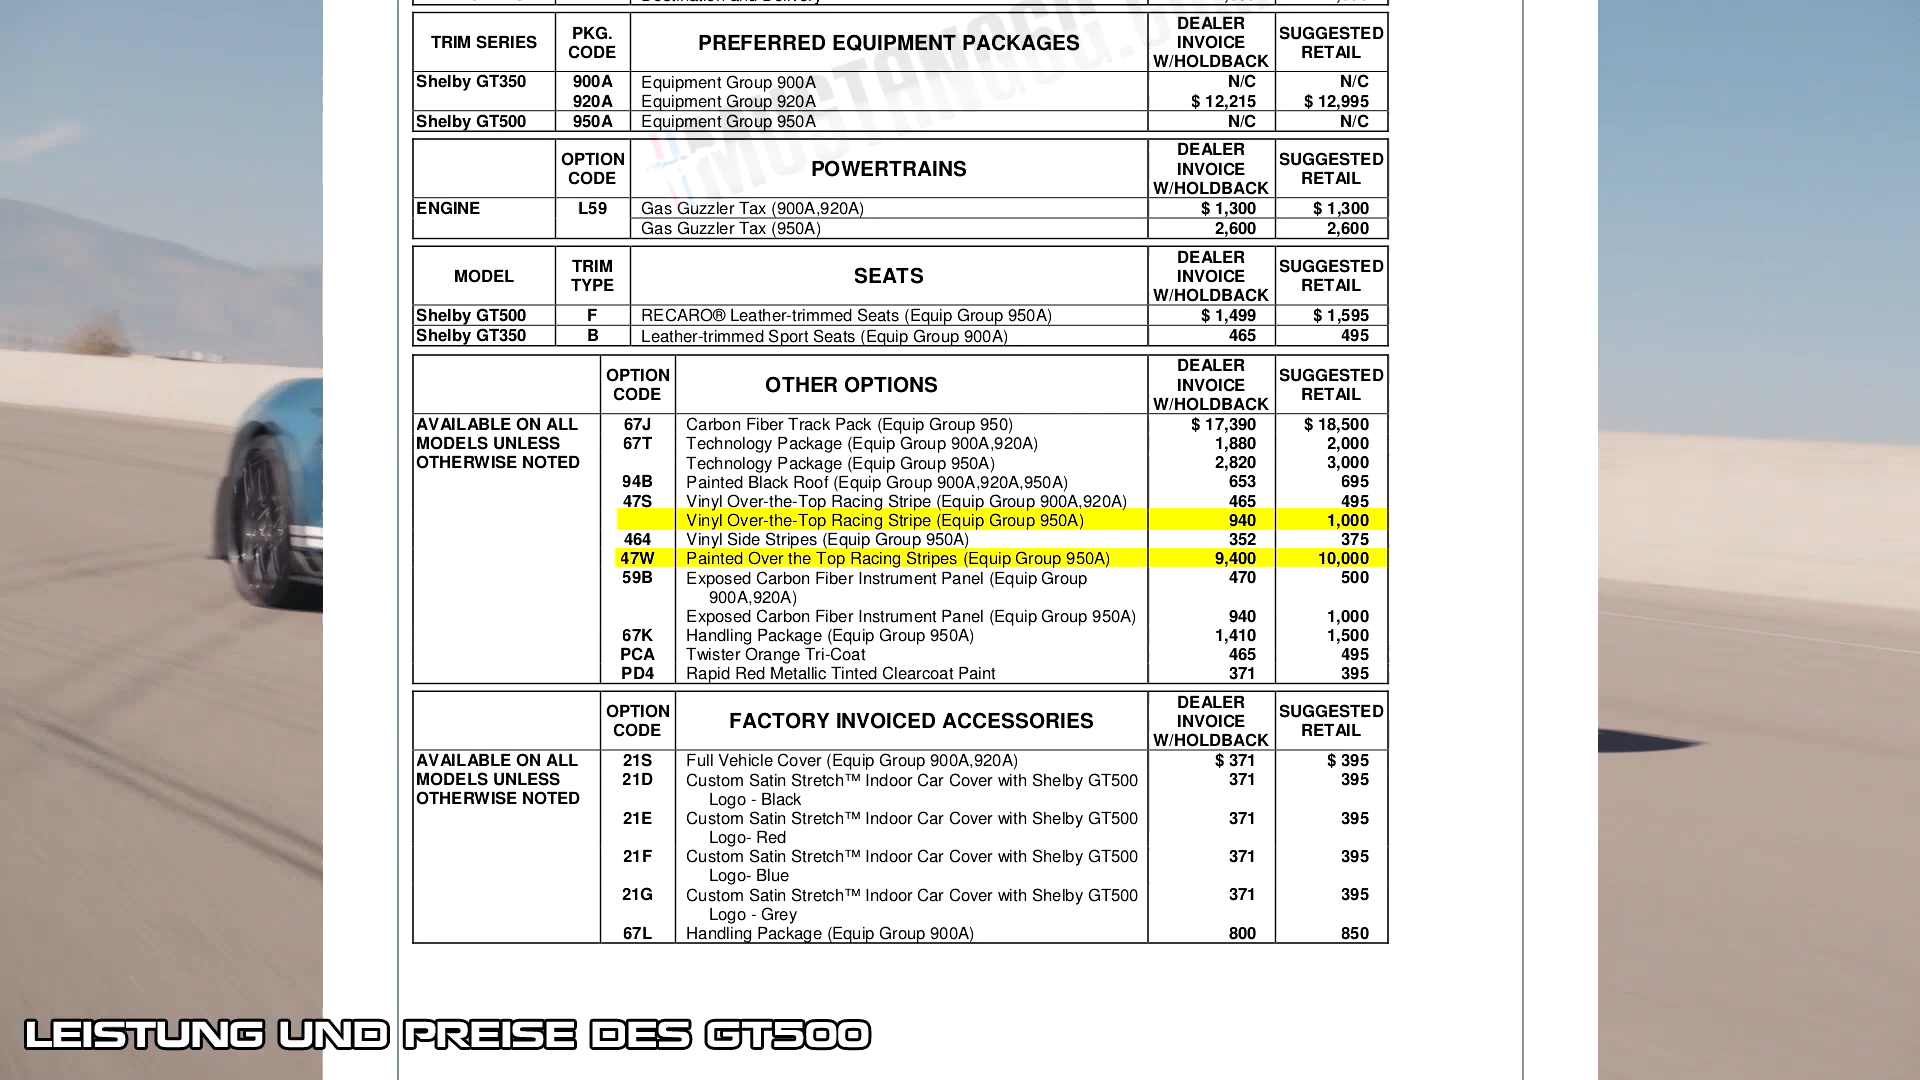 TRIM SERIES PKG. CODE PREFERRED EQUIPMENT PACKAGES DEALER INVOICE W/HOLDBACK SUGGESTED RETAIL
Shelby GT350 900A Equipment Group 900A N/C N/C
920A Equipment Group 920A $ 12,215 $ 12,995
Shelby GT500 950A Equipment Group 950A N/C N/C
OPTION CODE POWERTRAINS DEALER INVOICE W/HOLDBACK SUGGESTED RETAIL
ENGINE L59 Gas Guzzler Tax (900A,920A) $ 1,300 $ 1,300
Gas Guzzler Tax (950A) 2,600 2,600
MODEL TRIM TYPE SEATS DEALER INVOICE W/HOLDBACK SUGGESTED RETAIL
Shelby GT500 F RECARO® Leather-trimmed Seats (Equip Group 950A) $ 1,499 $ 1,595
Shelby GT350 B Leather-trimmed Sport Seats (Equip Group 900A) 465 495
OPTION CODE OTHER OPTIONS DEALER INVOICE W/HOLDBACK SUGGESTED RETAIL
AVAILABLE ON ALL 67J Carbon Fiber Track Pack (Equip Group 950) $ 17,390 $ 18,500
MODELS UNLESS 67T Technology Package (Equip Group 900A,920A) 1,880 2,000
OTHERWISE NOTED Technology Package (Equip Group 950A) 2,820 3,000
94B Painted Black Roof (Equip Group 900A,920A,950A) 653 695
47S Vinyl Over-the-Top Racing Stripe (Equip Group 900A,920A) 465 495
Vinyl Over-the-Top Racing Stripe (Equip Group 950A) 940 1,000
464 Vinyl Side Stripes (Equip Group 950A) 352 375
47W Painted Over the Top Racing Stripes (Equip Group 950A) 9,400 10,000
59B Exposed Carbon Fiber Instrument Panel (Equip Group 470 500
900A,920A)
Exposed Carbon Fiber Instrument Panel (Equip Group 950A) 940 1,000
67K Handling Package (Equip Group 950A) 1,410 1,500
PCA Twister Orange Tri-Coat 465 495
PD4 Rapid Red Metallic Tinted Clearcoat Paint 371 395
OPTION CODE FACTORY INVOICED ACCESSORIES DEALER INVOICE W/HOLDBACK SUGGESTED RETAIL
AVAILABLE ON ALL 21S Full Vehicle Cover (Equip Group 900A,920A) $ 371 $ 395
MODELS UNLESS 21D Custom Satin Stretch™ Indoor Car Cover with Shelby GT500 371 395
OTHERWISE NOTED Logo - Black
21E Custom Satin Stretch™ Indoor Car Cover with Shelby GT500 371 395
Logo- Red
21F Custom Satin Stretch™ Indoor Car Cover with Shelby GT500 371 395
Logo- Blue
21G Custom Satin Stretch™ Indoor Car Cover with Shelby GT500 371 395
Logo - Grey
67L Handling Package (Equip Group 900A) 800 850
LEISTUNG UND PREISE DES GT500